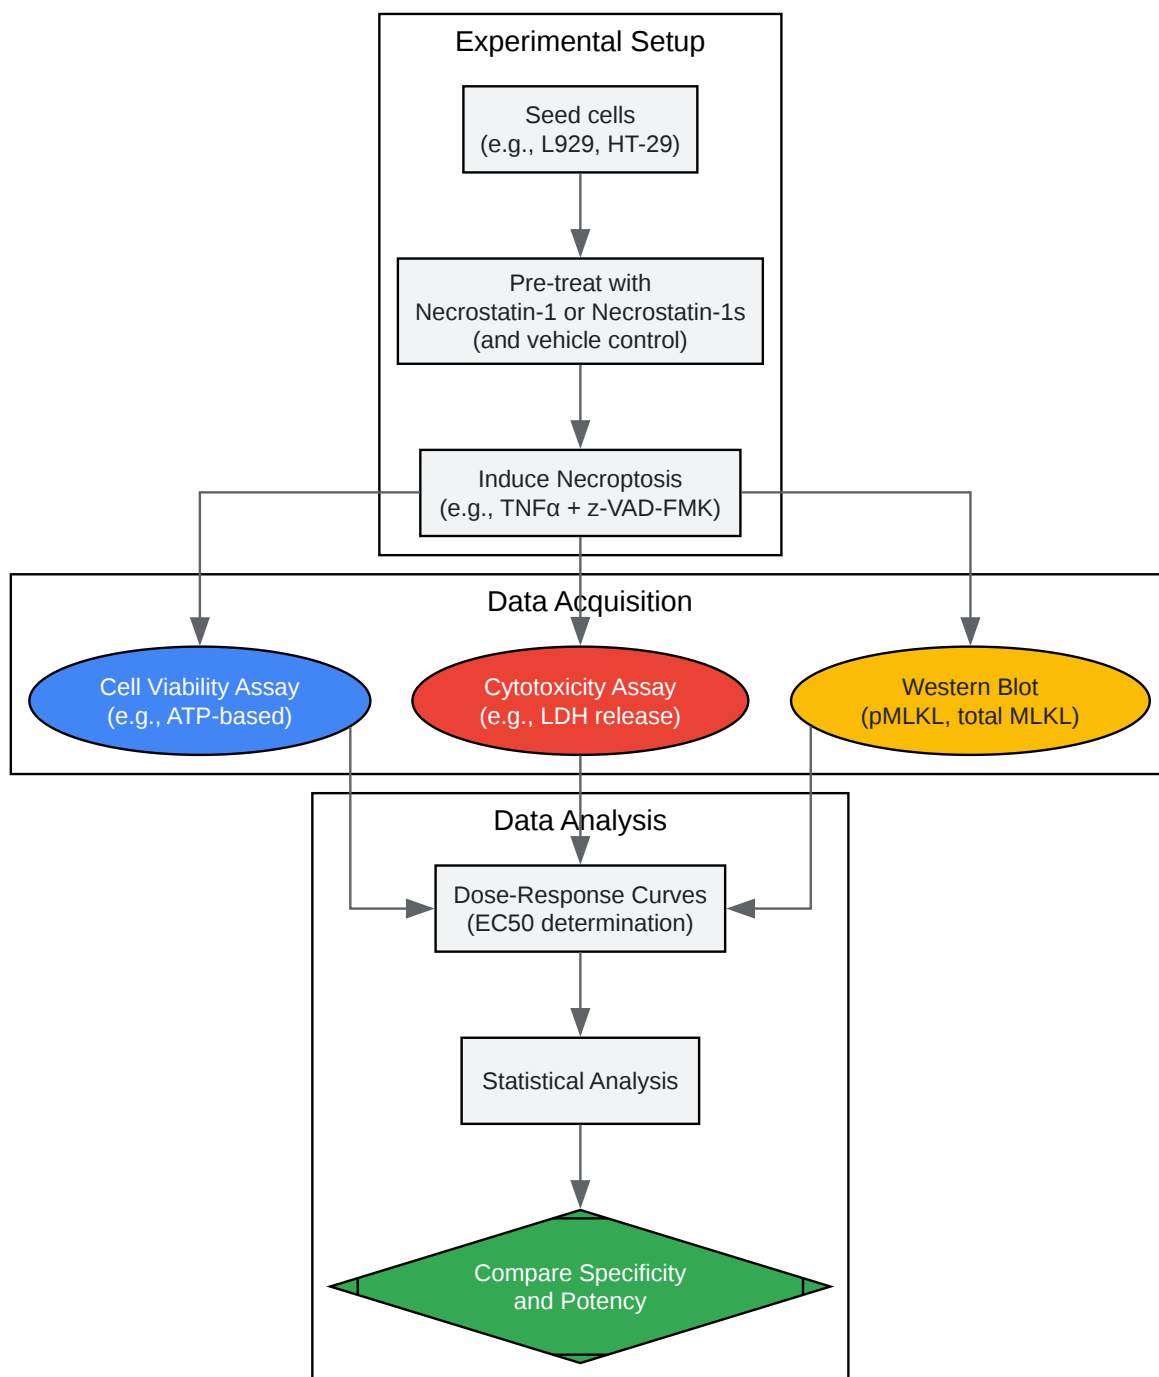 Experimental Setup
Seed cells
(e.g., L929, HT-29)
Pre-treat with
Necrostatin-1 or Necrostatin-1s
(and vehicle control)
Induce Necroptosis
(e.g., TNFα + z-VAD-FMK)
Data Acquisition
Cell Viability Assay
(e.g., ATP-based)
Cytotoxicity Assay
(e.g., LDH release)
Western Blot
(pMLKL, total MLKL)
Data Analysis
Dose-Response Curves
(EC50 determination)
Statistical Analysis
Compare Specificity
and Potency